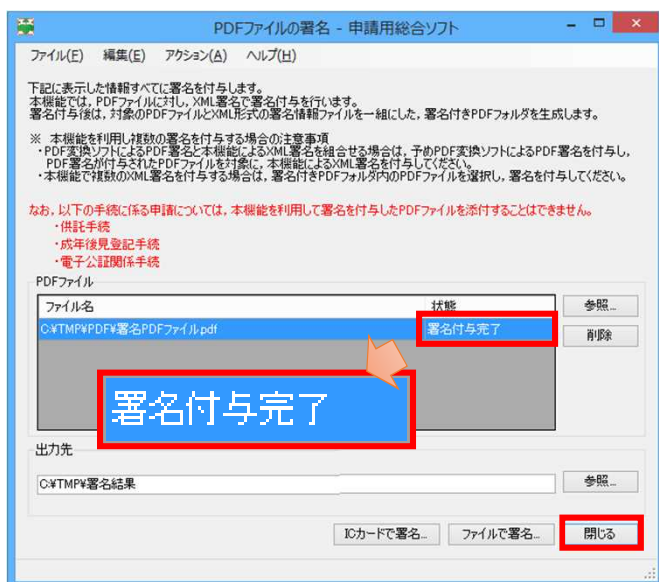 PDFファイルの署名 - 申請用総合ソフト
ファイル(F) 編集(E) アクション(A) ヘルプ(H)
下記に表示した情報すべてに署名を付与します。
本機能では，PDFファイルに対し，XML署名で署名付与を行います。
署名付与後は，対象のPDFファイルとXML形式の署名情報ファイルを一組にした，署名付きPDFフォルダを生成します。
※ 本機能を利用し複数の署名を付与する場合の注意事項
・PDF変換ソフトによるPDF署名と本機能によるXML署名を組合せる場合は，予めPDF変換ソフトによるPDF署名を付与し，
PDF署名が付与されたPDFファイルを対象に，本機能によるXML署名を付与してください。
・本機能で複数のXML署名を付与する場合は，署名付きPDFフォルダ内のPDFファイルを選択し，署名を付与してください。
なお，以下の手続に係る申請については，本機能を利用して署名を付与したPDFファイルを添付することはできません。
・供託手続
・成年後見登記手続
・電子公証関係手続
PDFファイル
ファイル名 状態 参照...
C:¥TMP¥PDF¥署名PDFファイル.pdf 署名付与完了 削除
署名付与完了
出力先
C:¥TMP¥署名結果 参照...
ICカードで署名... ファイルで署名... 閉じる